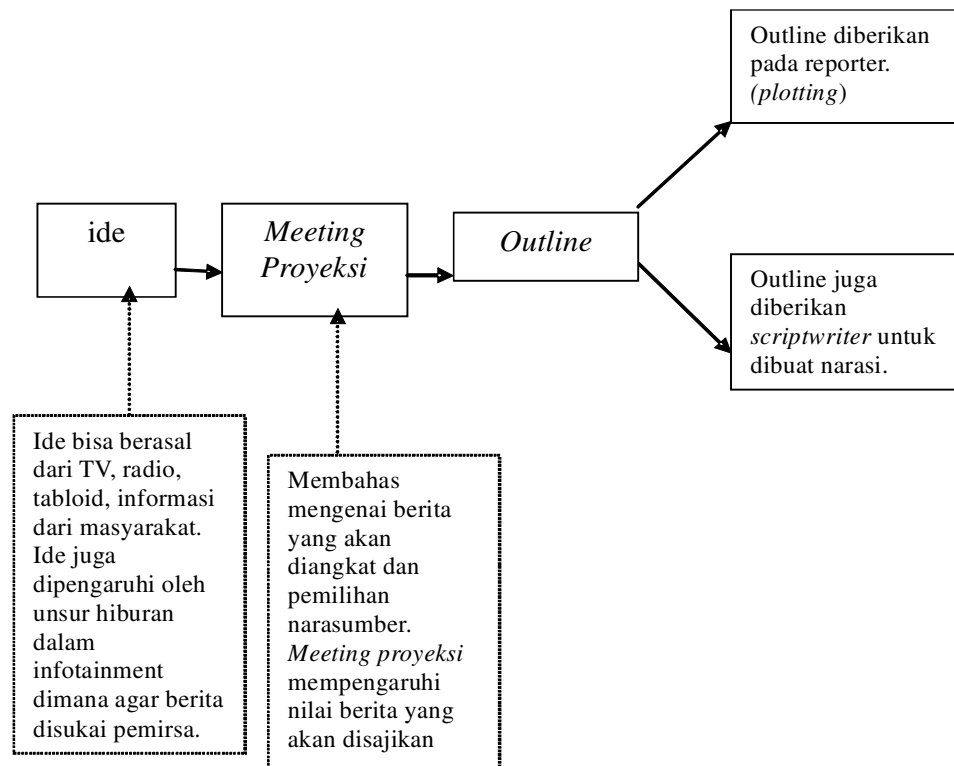 Outline diberikan
pada reporter.
(plotting)
ide
Meeting
Proyeksi
Outline
Outline juga
diberikan
scriptwriter untuk
dibuat narasi.
Ide bisa berasal
dari TV, radio,
tabloid, informasi
dari masyarakat.
Ide juga
dipengaruhi oleh
unsur hiburan
dalam
infotainment
dimana agar berita
disukai pemirsa.
Membahas
mengenai berita
yang akan
diangkat dan
pemilihan
narasumber.
Meeting proyeksi
mempengaruhi
nilai berita yang
akan disajikan